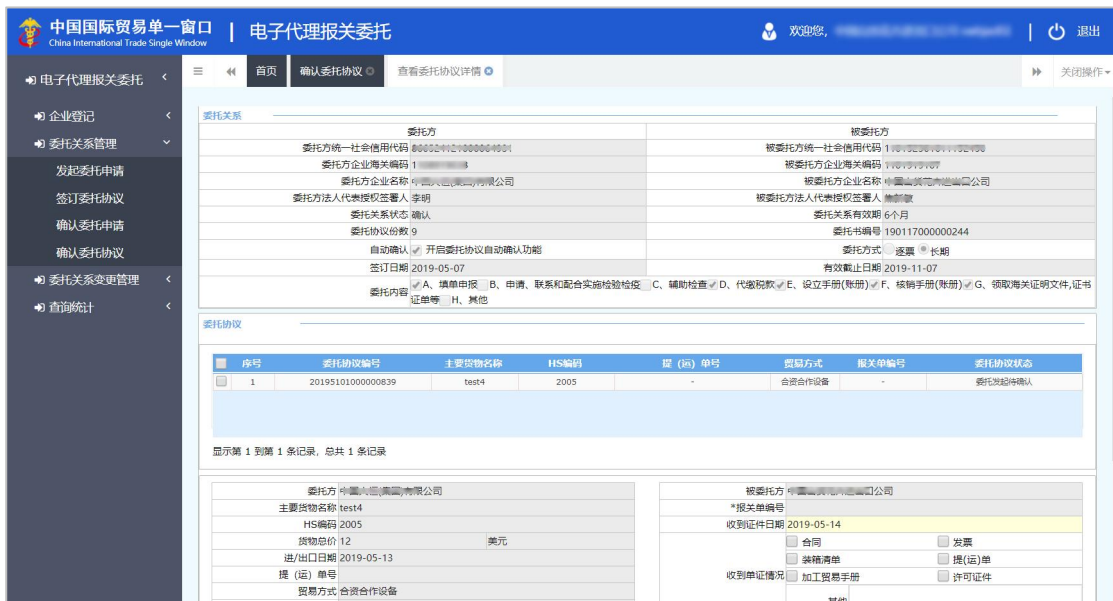 中国国际贸易单一窗口 | 电子代理报关委托
China International Trade Single Window
欢迎您,
退出
电子代理报关委托
首页 确认委托协议 查看委托协议详情
关闭操作
企业登记
委托关系管理
发起委托申请
签订委托协议
确认委托申请
确认委托协议
委托关系变更管理
查询统计
委托关系
委托方 被委托方
委托方统一社会信用代码 被委托方统一社会信用代码
委托方企业海关编码 1 被委托方企业海关编码
委托方企业名称 有限公司 被委托方企业名称 公司
委托方法人代表授权签署人 李明 被委托方法人代表授权签署人
委托关系状态 确认 委托关系有效期 6个月
委托协议份数 9 委托书编号 190117000000244
自动确认 开启委托协议自动确认功能 委托方式 逐票 长期
签订日期 2019-05-07 有效截止日期 2019-11-07
委托内容 A、填单申报 B、申请、联系和配合实施检验检疫 C、辅助检查 D、代缴税款 E、设立手册(账册) F、核销手册(账册) G、领取海关证明文件,证书
证单等 H、其他
委托协议
序号 委托协议编号 主要货物名称 HS编码 提 (运) 单号 贸易方式 报关单编号 委托协议状态
1 20195101000000839 test4 2005 - 合资合作设备 - 委托发起待确认
显示第 1 到第 1 条记录, 总共 1 条记录
委托方 有限公司 被委托方 公司
主要货物名称 test4 *报关单编号
HS编码 2005 收到证件日期 2019-05-14
货物总价 12 美元 合同 发票
进/出口日期 2019-05-13 装箱清单 提(运)单
提 (运) 单号 收到单证情况 加工贸易手册 许可证件
贸易方式 合资合作设备 其他